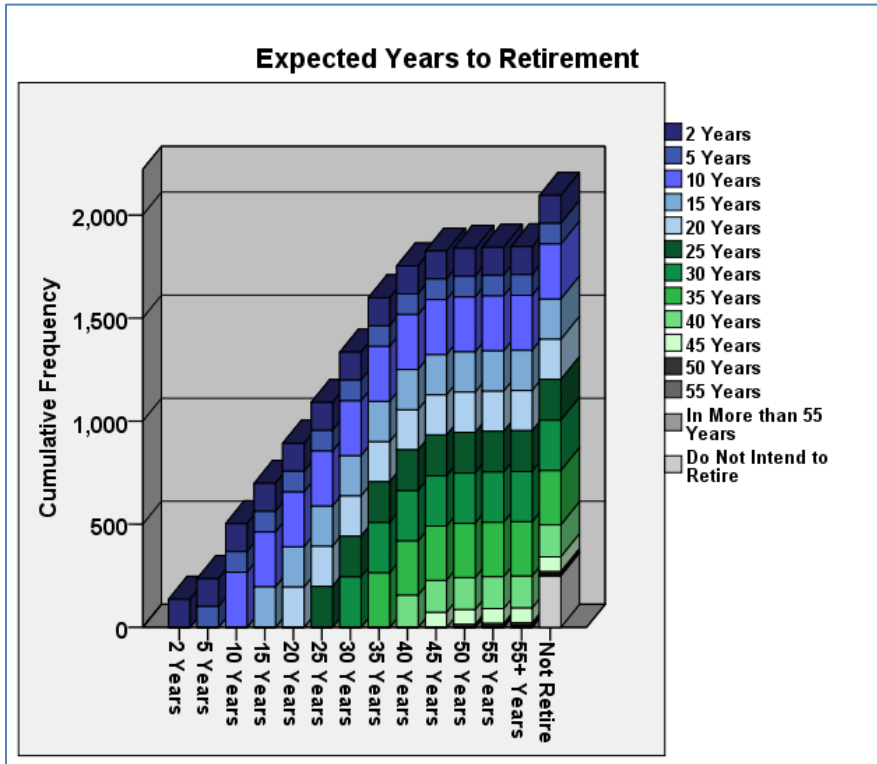 Expected Years to Retirement
Cumulative Frequency
2,000
1,500
1,000
500
0
2 Years
5 Years
10 Years
15 Years
20 Years
25 Years
30 Years
35 Years
40 Years
45 Years
50 Years
55 Years
55+ Years
Not Retire
2 Years
5 Years
10 Years
15 Years
20 Years
25 Years
30 Years
35 Years
40 Years
45 Years
50 Years
55 Years
In More than 55
Years
Do Not Intend to
Retire